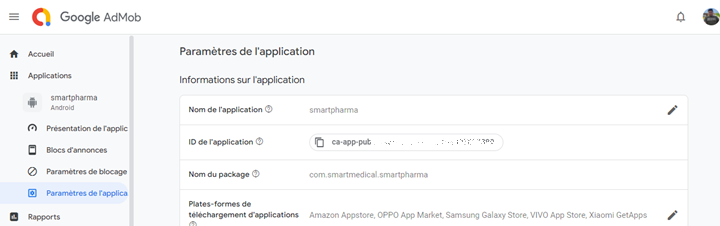 Google AdMob
Accueil
Applications
smartpharma
Android
Présentation de l'applic
Blocs d'annonces
Paramètres de blocage
Paramètres de l'applica
Rapports
Paramètres de l'application
Informations sur l'application
Nom de l'application smartpharma
ID de l'application ca-app-pub
Nom du package com.smartmedical.smartpharma
Plates-formes de
téléchargement d'applications
Amazon Appstore, OPPO App Market, Samsung Galaxy Store, VIVO App Store, Xiaomi GetApps